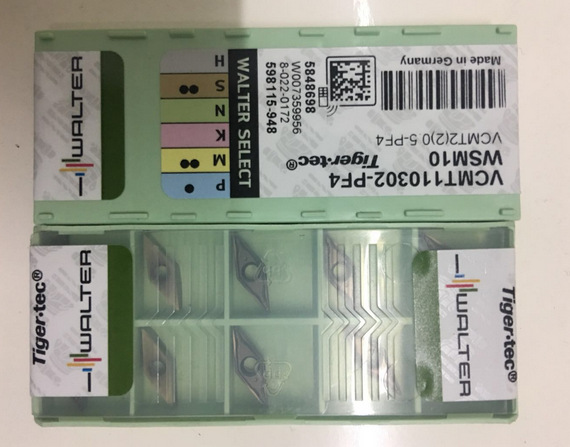 VCMT110302-PF4
WSM10 Tiger·tec®
VCMT2(2)0.5-PF4
Made in Germany
5848698
W007359956
8-022-0172
598115-948
WALTER SELECT
P
M
K
N
S
H
WALTER
Tiger·tec®
WALTER
WALTER
Tiger·tec®